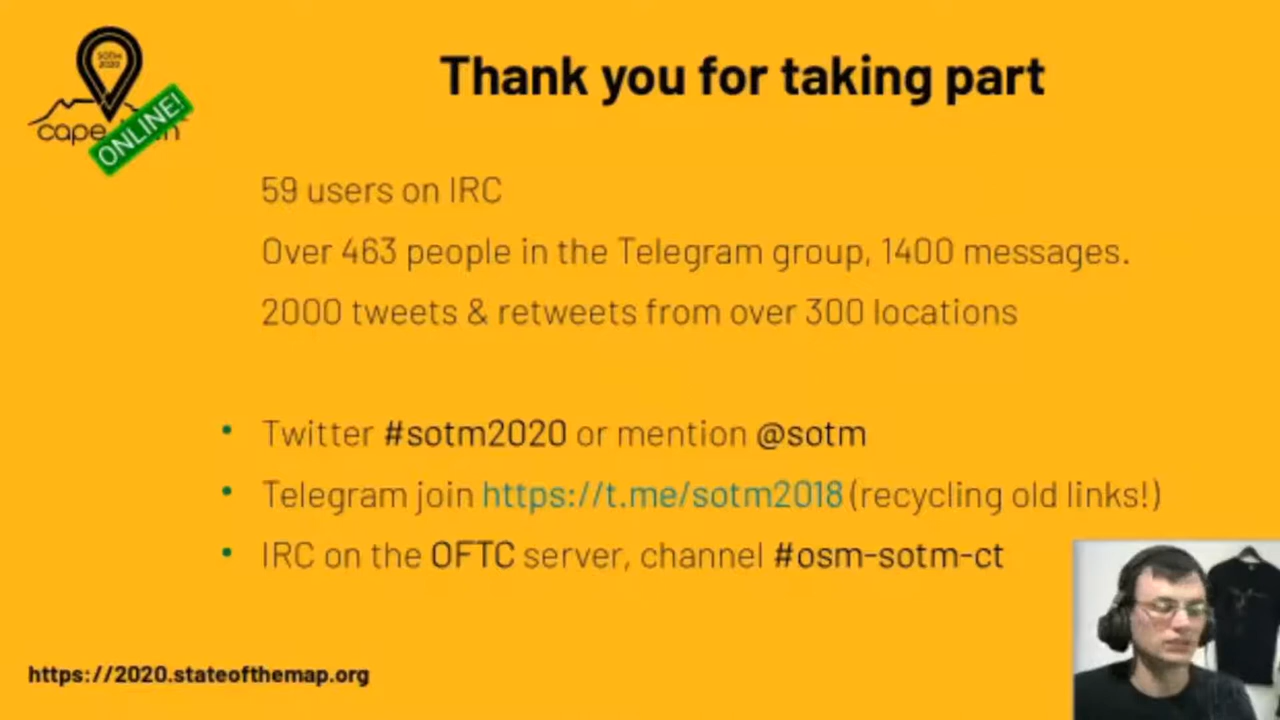 SOTM
2020
cape
ONLINE!
Thank you for taking part
59 users on IRC
Over 463 people in the Telegram group, 1400 messages.
2000 tweets & retweets from over 300 locations
• Twitter #sotm2020 or mention @sotm
• Telegram join https://t.me/sotm2018 (recycling old links!)
• IRC on the OFTC server, channel #osm-sotm-ct
https://2020.stateofthemap.org